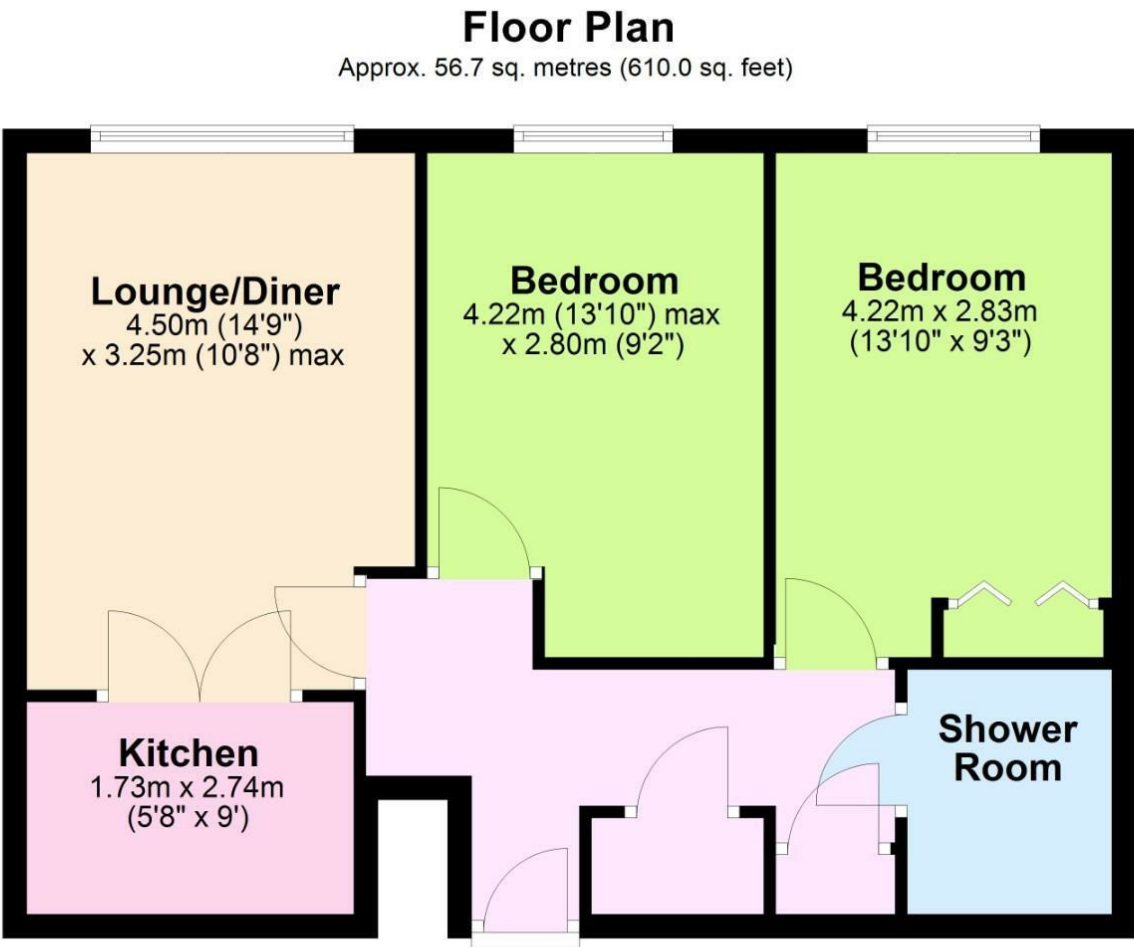 Floor Plan
Approx. 56.7 sq. metres (610.0 sq. feet)
Lounge/Diner
4.50m (14'9")
x 3.25m (10'8") max
Bedroom
4.22m (13'10") max
x 2.80m (9'2")
Bedroom
4.22m x 2.83m
(13'10" x 9'3")
Kitchen
1.73m x 2.74m
(5'8" x 9')
Shower
Room